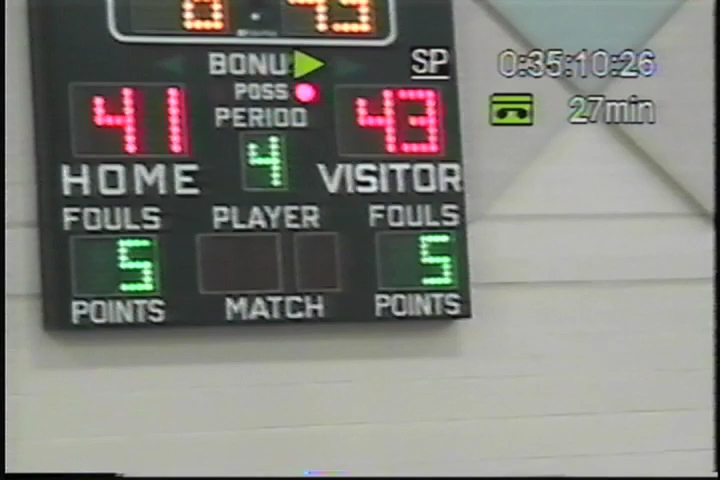 BONUS
SP
0:35:10:26
POSS
27min
41
PERIOD
43
4
HOME
VISITOR
FOULS
PLAYER
FOULS
5
5
POINTS
MATCH
POINTS